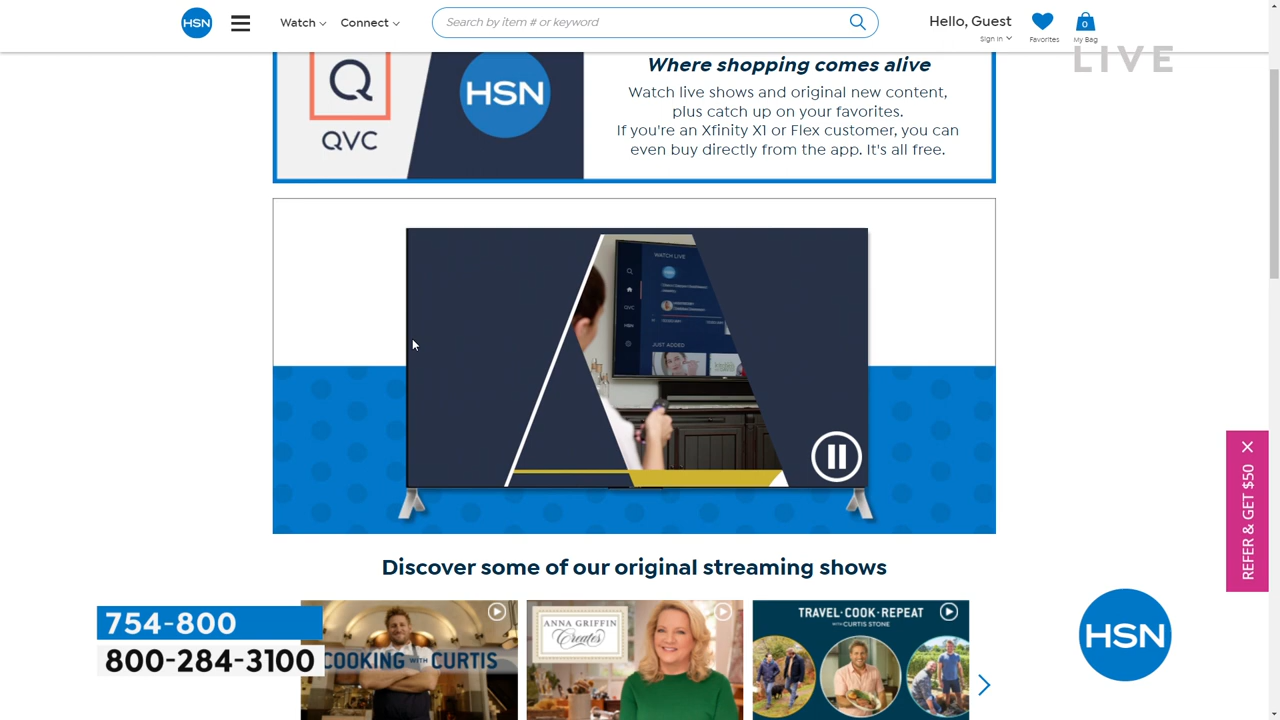 HSN
Watch
Connect
Search by item # or keyword
Hello, Guest
Sign In
Favorites
0
My Bag
LIVE
Q
QVC
HSN
Where shopping comes alive
Watch live shows and original new content,
plus catch up on your favorites.
If you're an Xfinity X1 or Flex customer, you can
even buy directly from the app. It's all free.
WATCH LIVE
QVC
HSN
JUST ADDED
REFER & GET $50
Discover some of our original streaming shows
754-800
800-284-3100
COOKING WITH CURTIS
ANNA GRIFFIN
Creates
TRAVEL·COOK·REPEAT
WITH CURTIS STONE
HSN